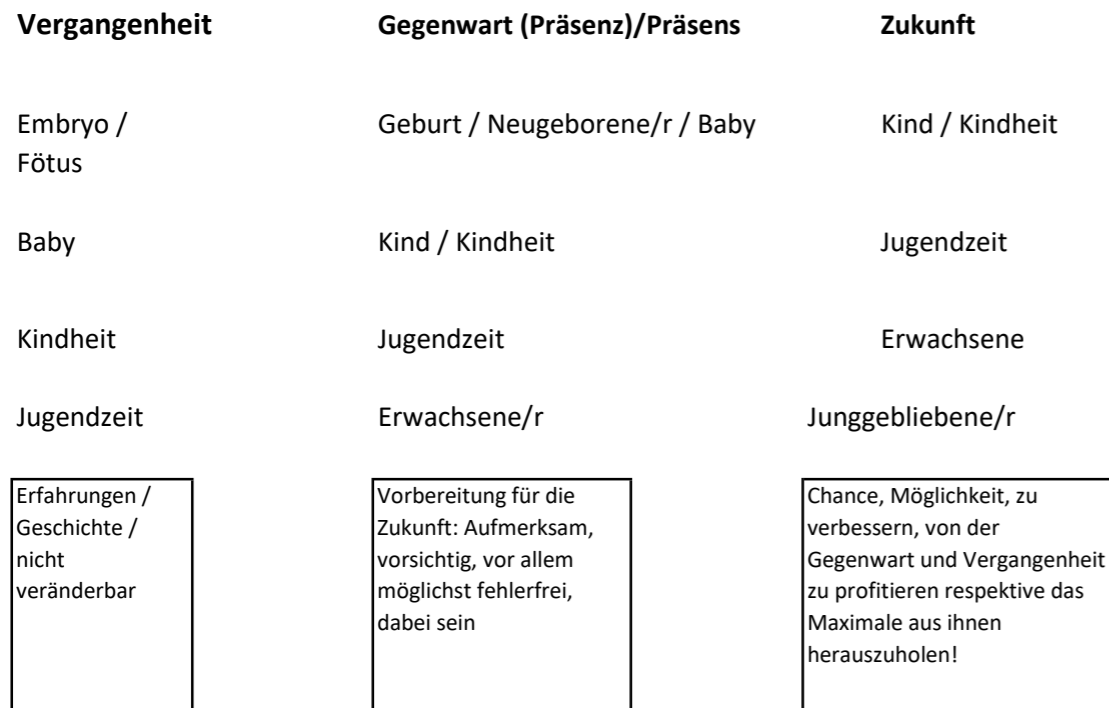 Vergangenheit Gegenwart (Präsenz)/Präsens Zukunft
Embryo / Geburt / Neugeborene/r / Baby Kind / Kindheit
Fötus
Baby Kind / Kindheit Jugendzeit
Kindheit Jugendzeit Erwachsene
Jugendzeit Erwachsene/r Junggebliebene/r
Erfahrungen /
Geschichte /
nicht
veränderbar
Vorbereitung für die
Zukunft: Aufmerksam,
vorsichtig, vor allem
möglichst fehlerfrei,
dabei sein
Chance, Möglichkeit, zu
verbessern, von der
Gegenwart und Vergangenheit
zu profitieren respektive das
Maximale aus ihnen
herauszuholen!